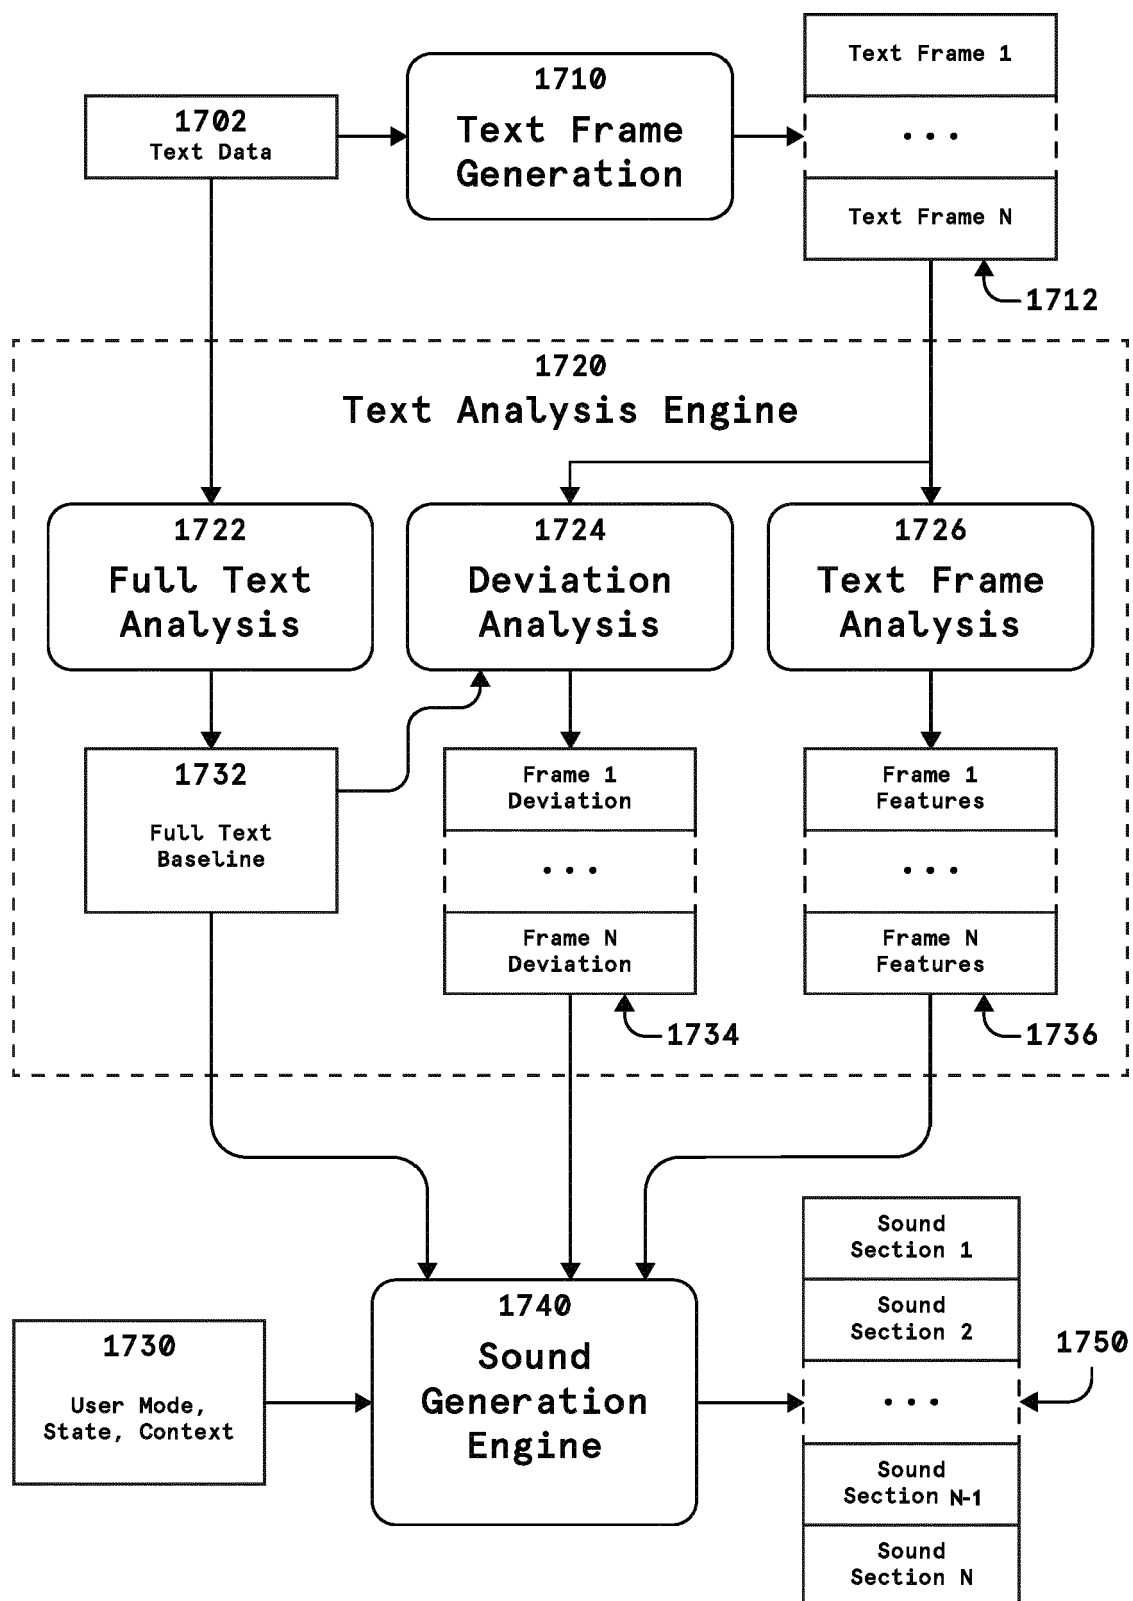 Text Frame 1
1710
Text Frame
Generation
1702
Text Data
. . .
Text Frame N
1712
1720
Text Analysis Engine
1722
Full Text
Analysis
1724
Deviation
Analysis
1726
Text Frame
Analysis
1732
Full Text
Baseline
Frame 1
Deviation
. . .
Frame N
Deviation
1734
Frame 1
Features
. . .
Frame N
Features
1736
1730
User Mode,
State, Context
1740
Sound
Generation
Engine
Sound
Section 1
Sound
Section 2
. . .
1750
Sound
Section N-1
Sound
Section N